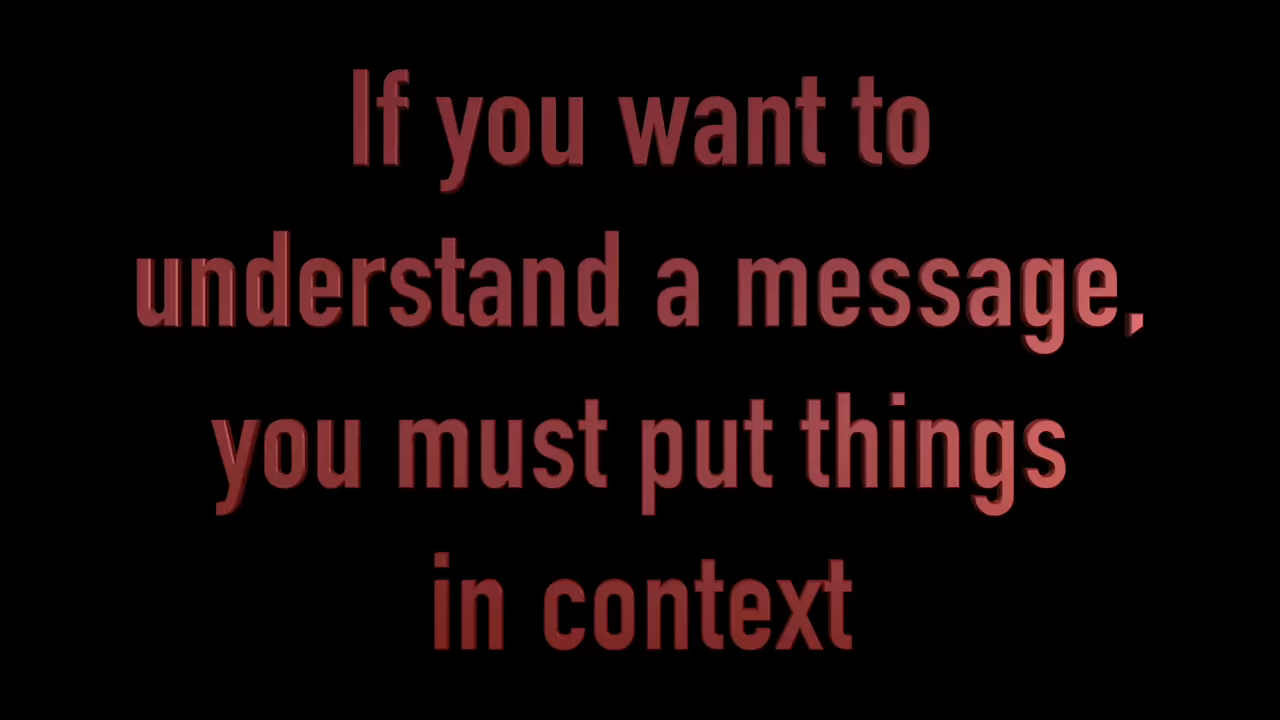 If you want to
understand a message,
you must put things
in context